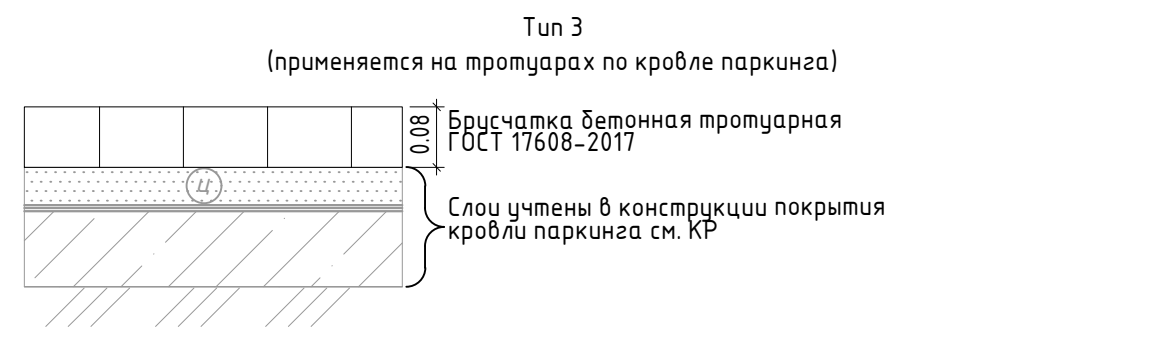 Тип 3
(применяется на тротуарах по кровле паркинга)
0.08
Брусчатка бетонная тротуарная
ГОСТ 17608-2017
Ц
Слои учтены в конструкции покрытия
кровли паркинга см. КР